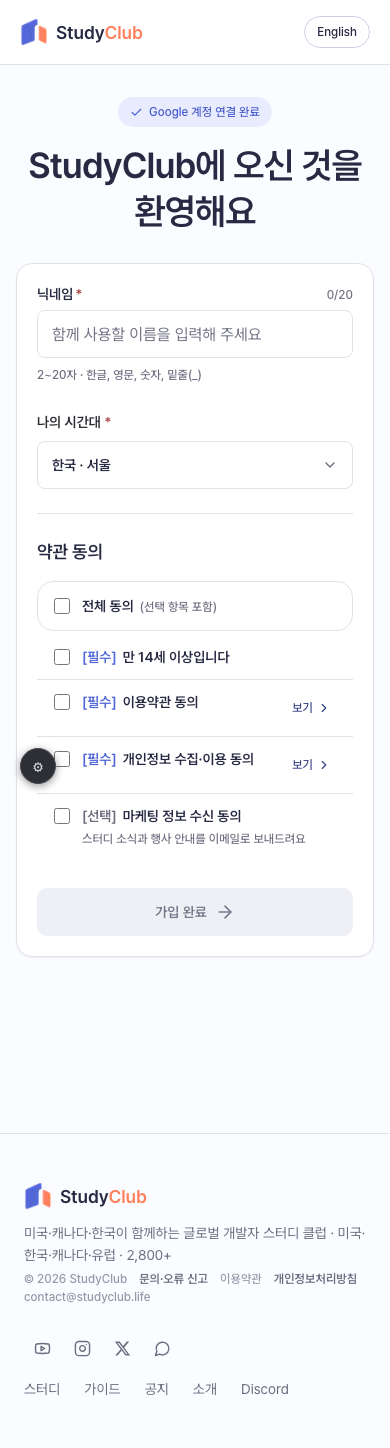 StudyClub
English
Google 계정 연결 완료
StudyClub에 오신 것을
환영해요
닉네임 *
0/20
함께 사용할 이름을 입력해 주세요
2~20자 · 한글, 영문, 숫자, 밑줄(_)
나의 시간대 *
한국 · 서울
약관 동의
전체 동의 (선택 항목 포함)
[필수] 만 14세 이상입니다
[필수] 이용약관 동의
보기
[필수] 개인정보 수집·이용 동의
보기
[선택] 마케팅 정보 수신 동의
스터디 소식과 행사 안내를 이메일로 보내드려요
가입 완료
StudyClub
미국·캐나다·한국이 함께하는 글로벌 개발자 스터디 클럽 · 미국·
한국·캐나다·유럽 · 2,800+
© 2026 StudyClub 문의·오류 신고 이용약관 개인정보처리방침
contact@studyclub.life
스터디 가이드 공지 소개 Discord